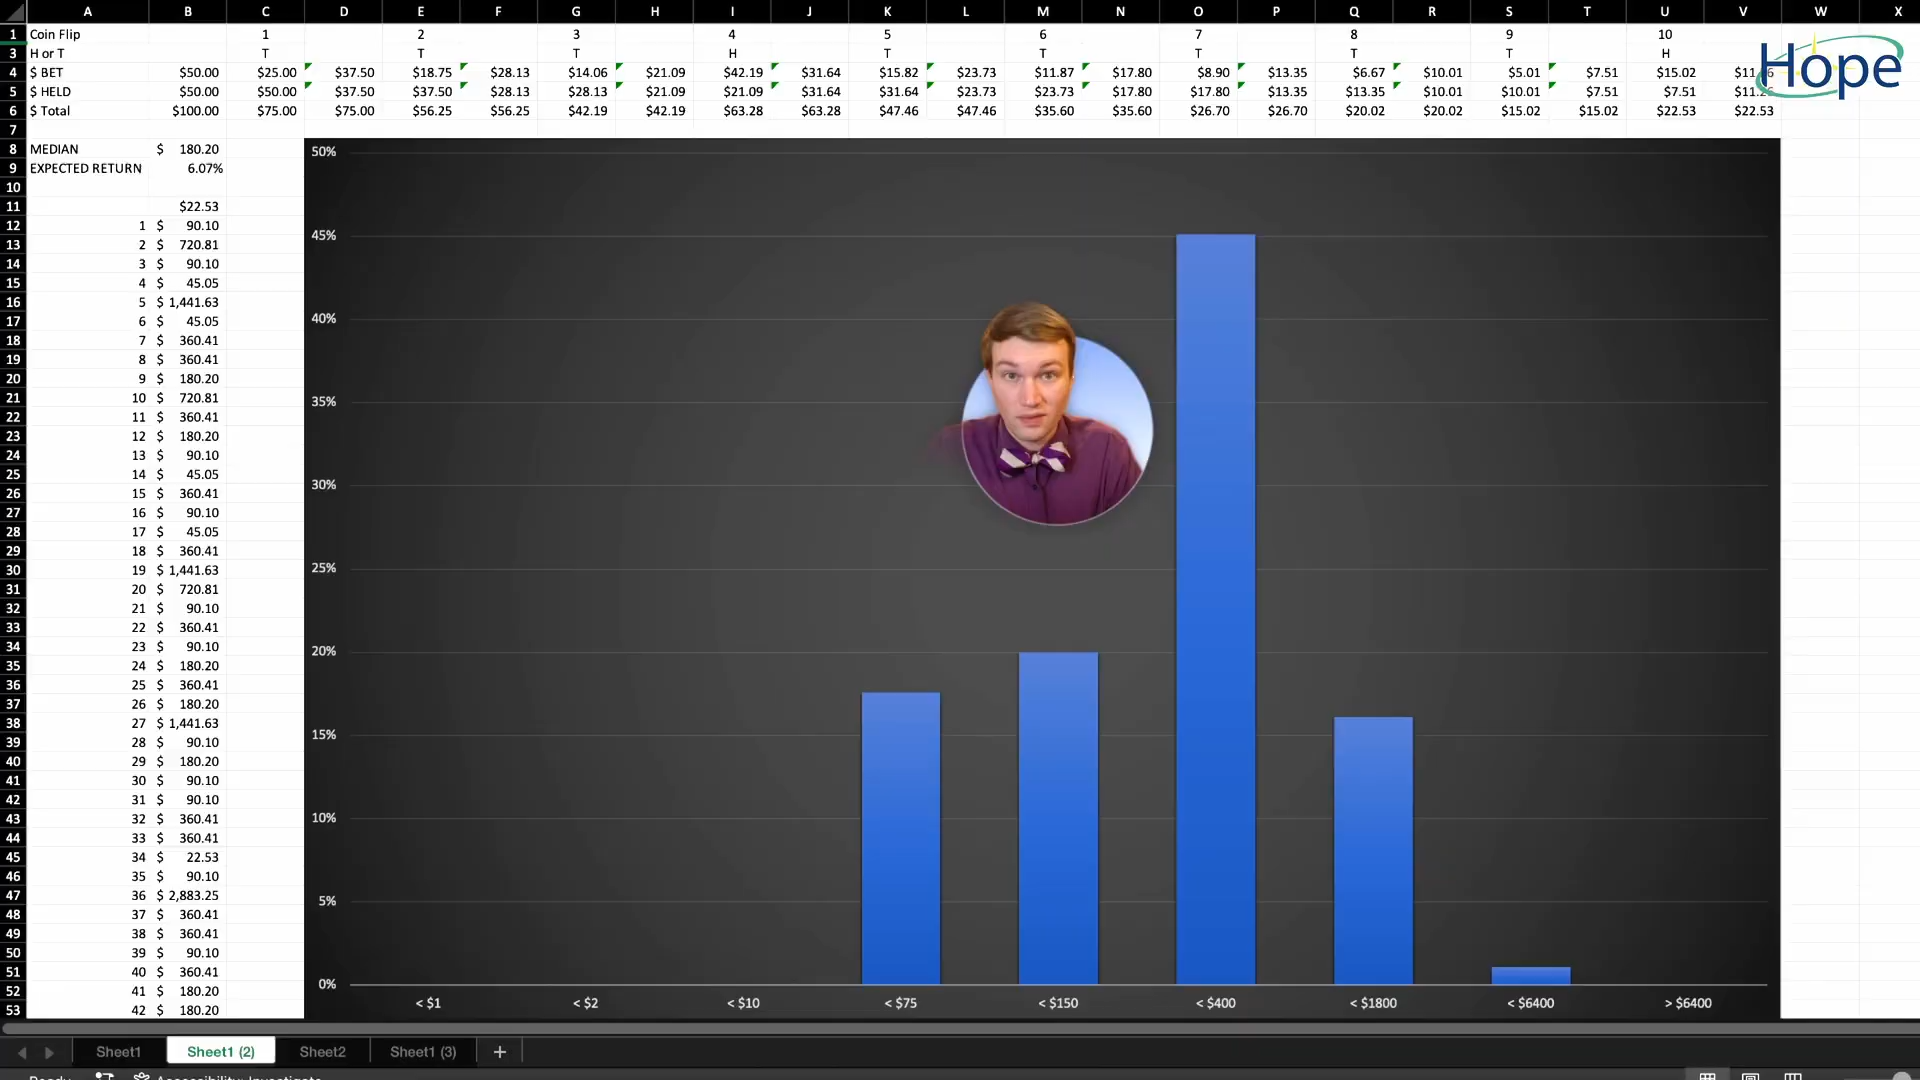 A B C D E F G H I J K L M N O P Q R S T U V W X
1 Coin Flip 1 2 3 4 5 6 7 8 9 10
3 H or T T T T H T T T T T H
4 $ BET $50.00 $25.00 $37.50 $18.75 $28.13 $14.06 $21.09 $42.19 $31.64 $15.82 $23.73 $11.87 $17.80 $8.90 $13.35 $6.67 $10.01 $5.01 $7.51 $15.02
5 $ HELD $50.00 $50.00 $37.50 $37.50 $28.13 $28.13 $21.09 $21.09 $31.64 $31.64 $23.73 $23.73 $17.80 $17.80 $13.35 $13.35 $10.01 $10.01 $7.51 $7.51
6 $ Total $100.00 $75.00 $75.00 $56.25 $56.25 $42.19 $42.19 $63.28 $63.28 $47.46 $47.46 $35.60 $35.60 $26.70 $26.70 $20.02 $20.02 $15.02 $15.02 $22.53 $22.53
Hope
7
8 MEDIAN $ 180.20
9 EXPECTED RETURN 6.07%
10
11 $22.53
12 1 $ 90.10
13 2 $ 720.81
14 3 $ 90.10
15 4 $ 45.05
16 5 $ 1,441.63
17 6 $ 45.05
18 7 $ 360.41
19 8 $ 360.41
20 9 $ 180.20
21 10 $ 720.81
22 11 $ 360.41
23 12 $ 180.20
24 13 $ 90.10
25 14 $ 45.05
26 15 $ 360.41
27 16 $ 90.10
28 17 $ 45.05
29 18 $ 360.41
30 19 $ 1,441.63
31 20 $ 720.81
32 21 $ 90.10
33 22 $ 360.41
34 23 $ 90.10
35 24 $ 180.20
36 25 $ 360.41
37 26 $ 180.20
38 27 $ 1,441.63
39 28 $ 90.10
40 29 $ 180.20
41 30 $ 90.10
42 31 $ 90.10
43 32 $ 360.41
44 33 $ 360.41
45 34 $ 22.53
46 35 $ 90.10
47 36 $ 2,883.25
48 37 $ 360.41
49 38 $ 360.41
50 39 $ 90.10
51 40 $ 360.41
52 41 $ 180.20
53 42 $ 180.20
50%
45%
40%
35%
30%
25%
20%
15%
10%
5%
0%
< $1 < $2 < $10 < $75 < $150 < $400 < $1800 < $6400 > $6400
Sheet1 Sheet1 (2) Sheet2 Sheet1 (3) +
Ready Accessibility: Investigate